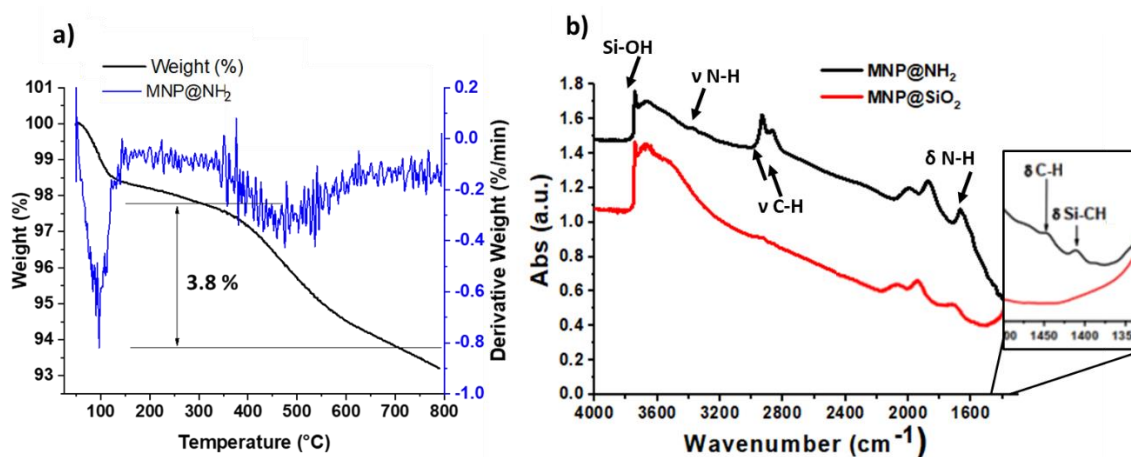 a)
Weight (%)
MNP@NH2
101
100
99
98
97
96
95
94
93
Weight (%)
3.8 %
0.2
0.0
-0.2
-0.4
-0.6
-0.8
-1.0
Derivative Weight (%/min)
100 200 300 400 500 600 700 800
Temperature (°C)
b)
Si-OH
ν N-H
MNP@NH2
MNP@SiO2
ν C-H
δ N-H
δ C-H
δ Si-CH
1.8
1.6
1.4
1.2
1.0
0.8
0.6
0.4
0.2
0.0
Abs (a.u.)
4000 3600 3200 2800 2400 2000 1600
Wavenumber (cm-1)
1450 1400